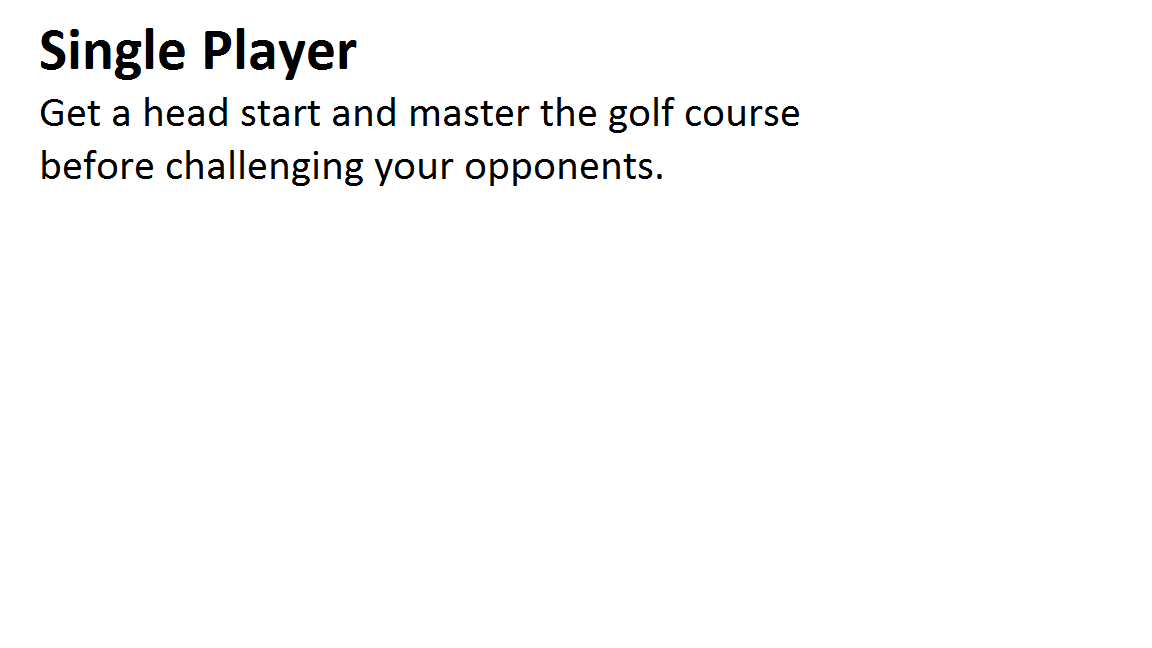 Single Player
Get a head start and master the golf course
before challenging your opponents.